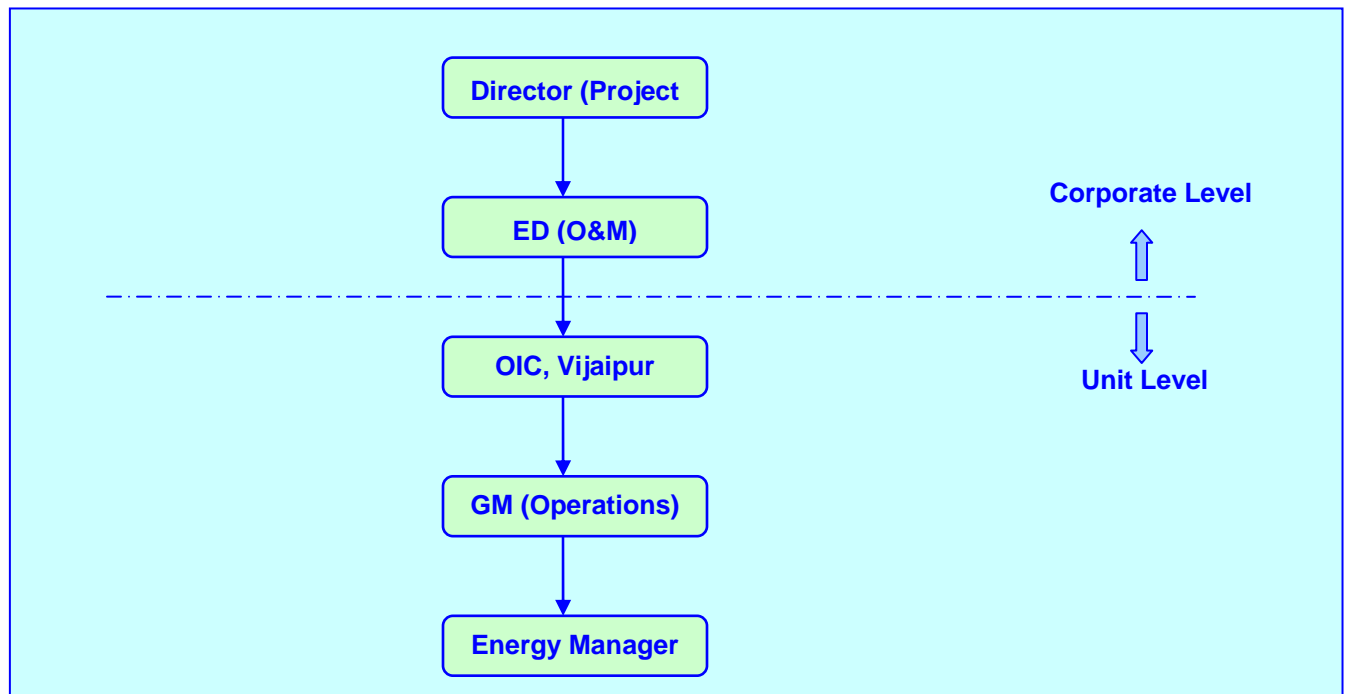 Director (Project
ED (O&M)
Corporate Level
OIC, Vijaipur
Unit Level
GM (Operations)
Energy Manager